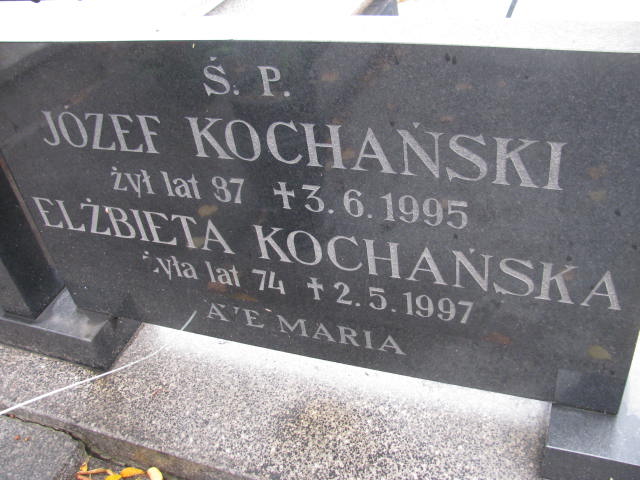 Ś. P.
JÓZEF KOCHAŃSKI
żył lat 87 ✝ 3.6.1995
ELŻBIETA KOCHAŃSKA
żyła lat 74 ✝ 2.5.1997
AVE MARIA